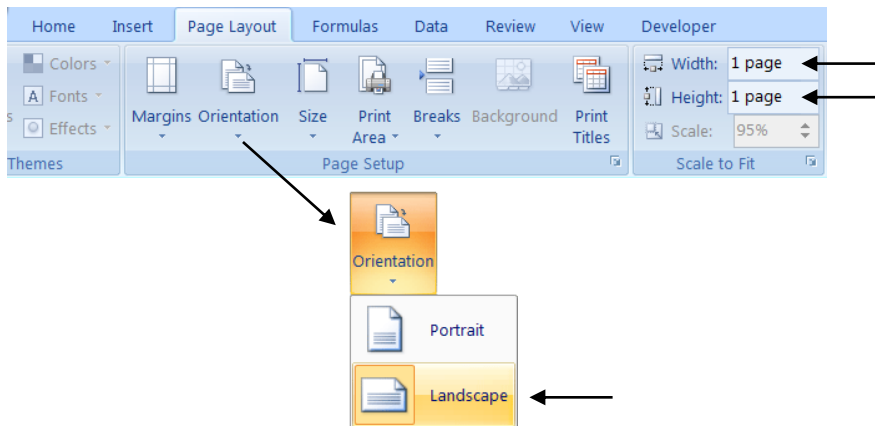 Home Insert Page Layout Formulas Data Review View Developer
Colors
A Fonts
s Effects
Themes
Margins Orientation Size Print Area Breaks Background Print Titles
Page Setup
Width: 1 page
Height: 1 page
Scale: 95%
Scale to Fit
Orientation
Portrait
Landscape